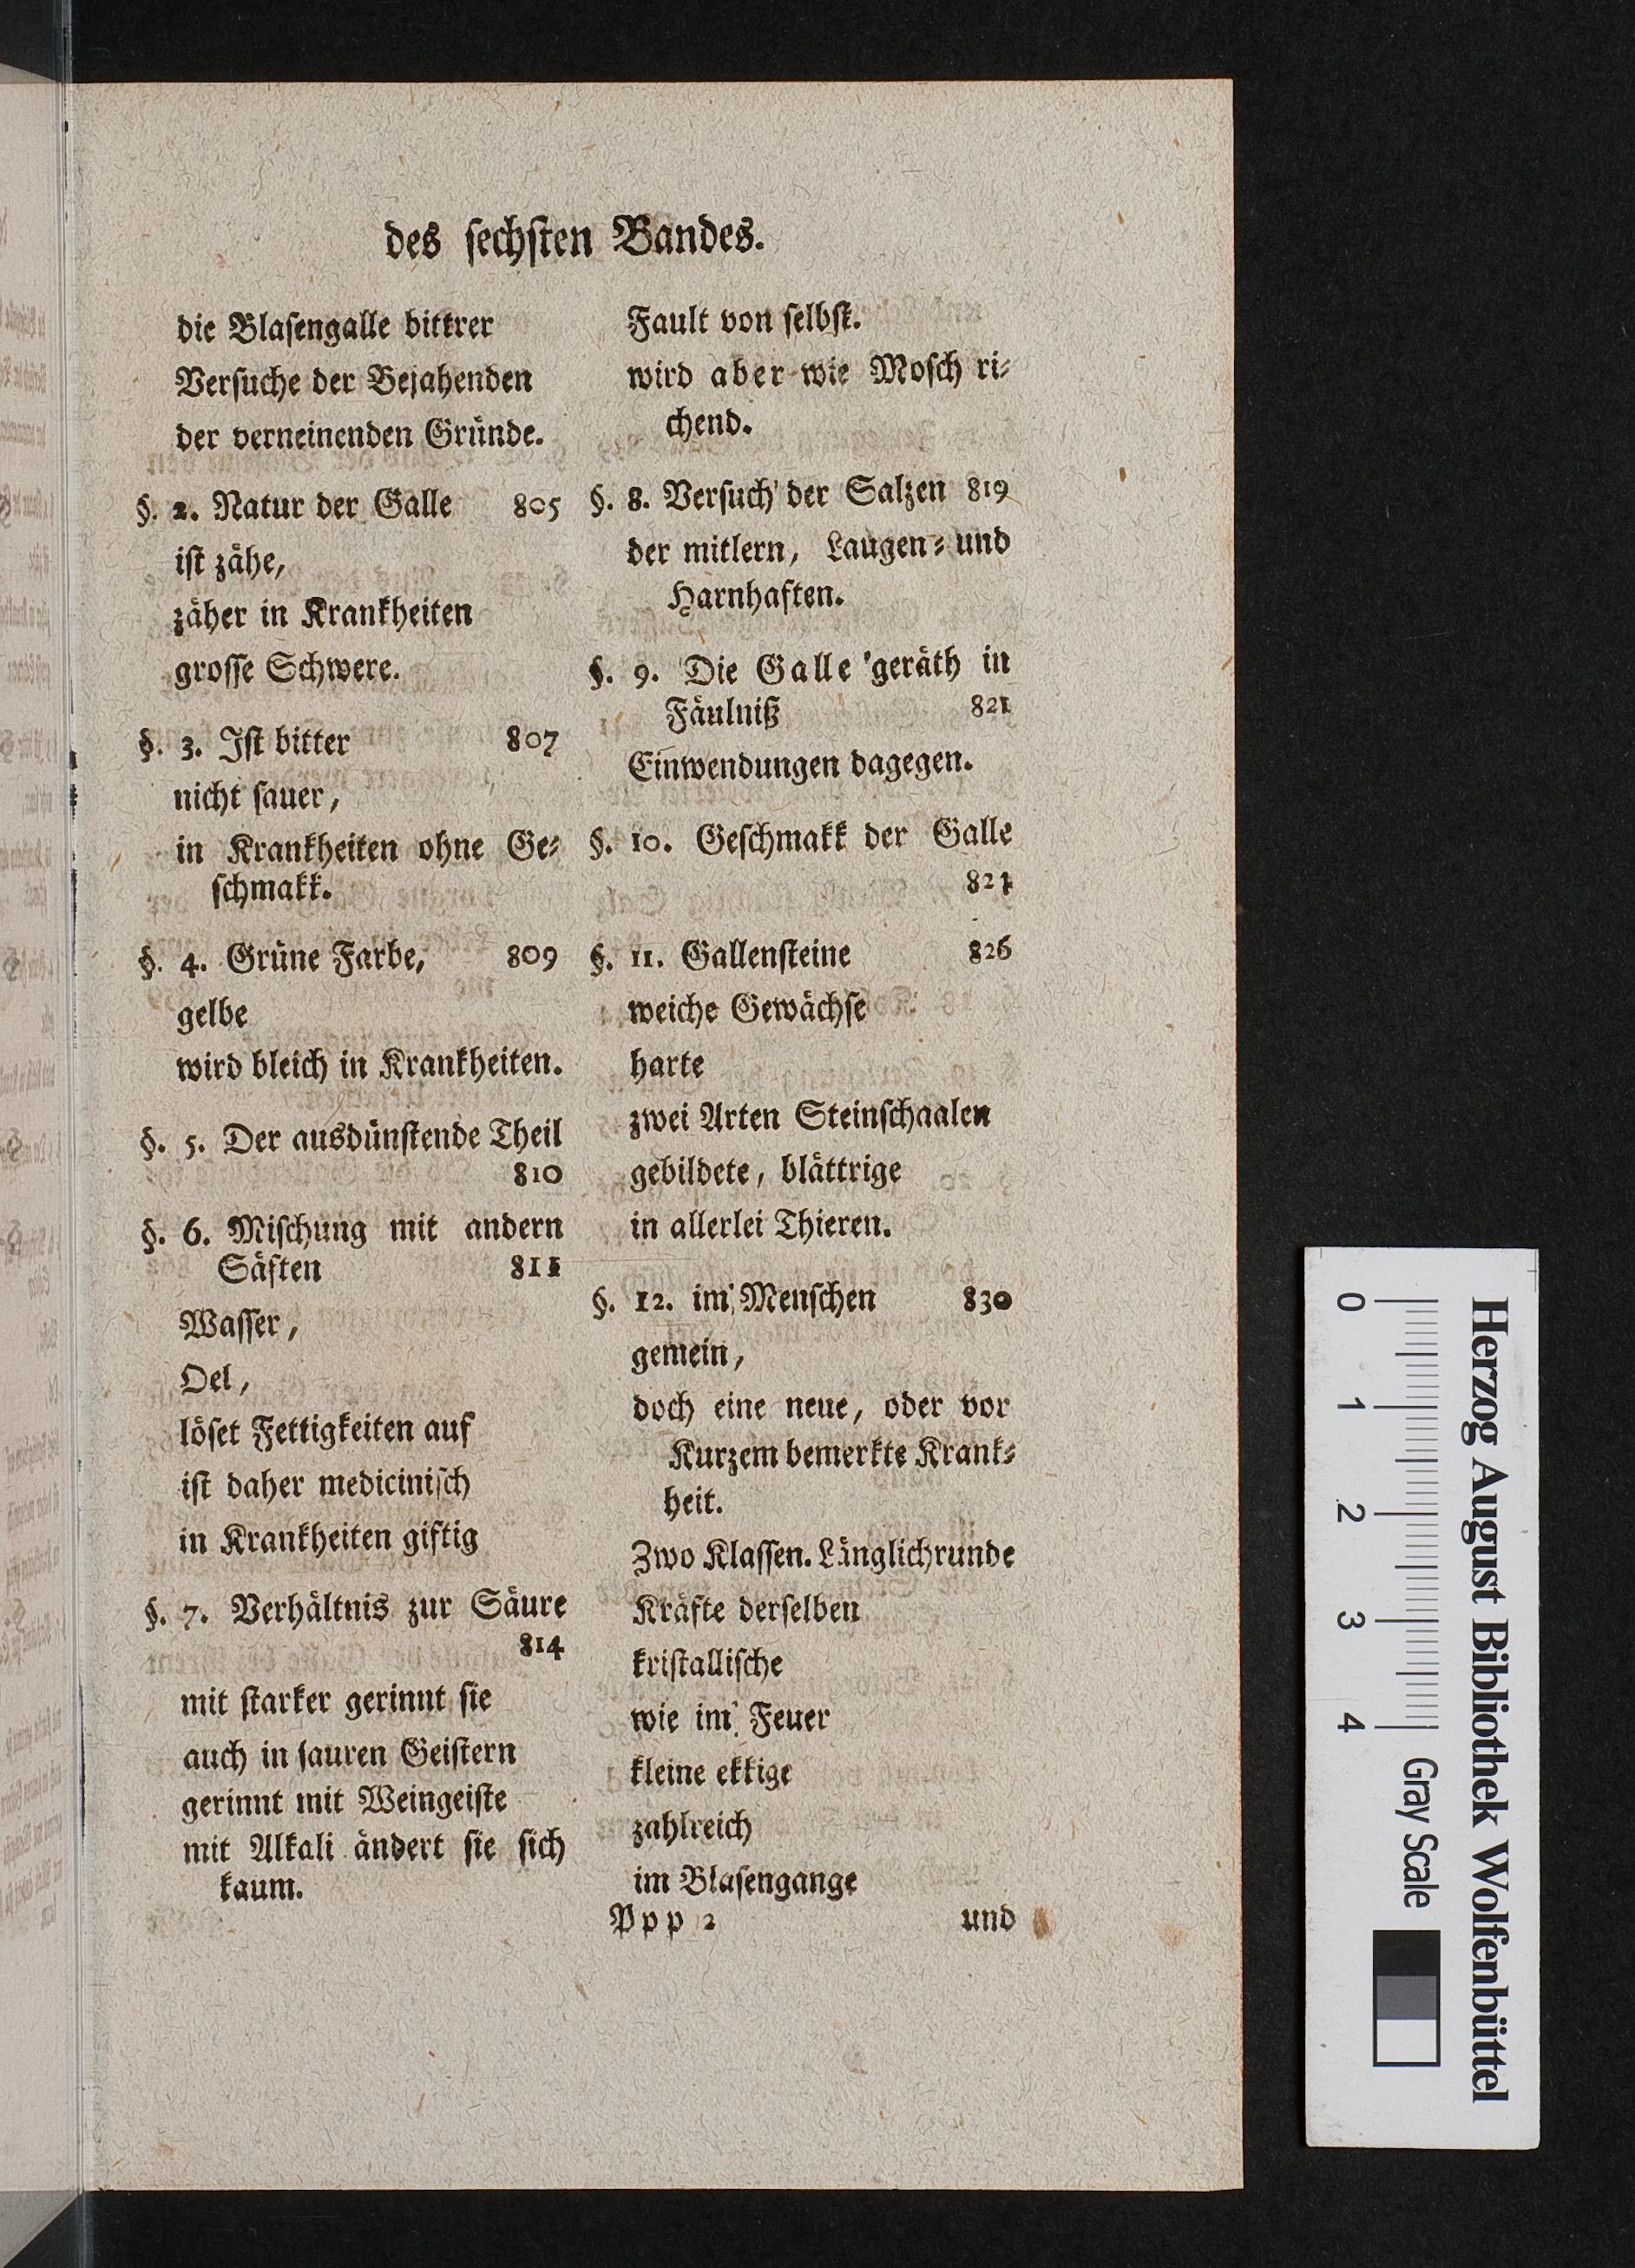 des ſechſten Bandes.
die Blaſengalle bittrer
Verſuche der Bejahenden
der verneinenden Gründe.
§. 2. Natur der Galle 805
iſt zähe,
zäher in Krankheiten
groſſe Schwere.
§. 3. Iſt bitter 807
nicht ſauer,
in Krankheiten ohne Ge⸗
ſchmakk.
§. 4. Grüne Farbe, 809
gelbe
wird bleich in Krankheiten.
§. 5. Der ausdünſtende Theil
810
§. 6. Miſchung mit andern
Säften 811
Waſſer,
Oel,
löſet Fettigkeiten auf
iſt daher mediciniſch
in Krankheiten giftig
§. 7. Verhältnis zur Säure
814
mit ſtarker gerinnt ſie
auch in ſauren Geiſtern
gerinnt mit Weingeiſte
mit Alkali ändert ſie ſich
kaum.
Fault von ſelbſt.
wird aber wie Moſch ri⸗
chend.
§. 8. Verſuch der Salzen 819
der mitlern, Laugen⸗ und
Harnhaften.
§. 9. Die Galle geräth in
Fäulniß 821
Einwendungen dagegen.
§. 10. Geſchmakk der Galle
§. 11. Gallenſteine 826
weiche Gewächſe
harte
zwei Arten Steinſchaalen
gebildete, blättrige
in allerlei Thieren.
§. 12. im Menſchen 830
gemein,
doch eine neue, oder vor
Kurzem bemerkte Krank⸗
heit.
Zwo Klaſſen. Länglichrunde
Kräfte derſelben
kriſtalliſche
wie im Feuer
kleine ekkige
zahlreich
im Blaſengange
Ppp 2 und
Herzog August Bibliothek Wolfenbüttel
0 1 2 3 4 Gray Scale